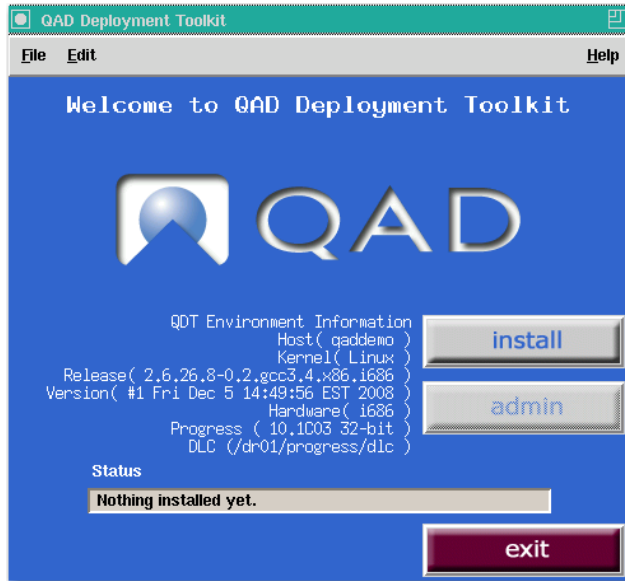 QAD Deployment Toolkit
File Edit Help
Welcome to QAD Deployment Toolkit
QAD
QDT Environment Information
Host( qaddemo )
Kernel( Linux )
Release( 2.6.26.8-0.2.gcc3.4.x86.i686 )
Version( #1 Fri Dec 5 14:49:56 EST 2008 )
Hardware( i686 )
Progress ( 10.1C03 32-bit )
DLC (/dr01/progress/dlc )
install
admin
Status
Nothing installed yet.
exit